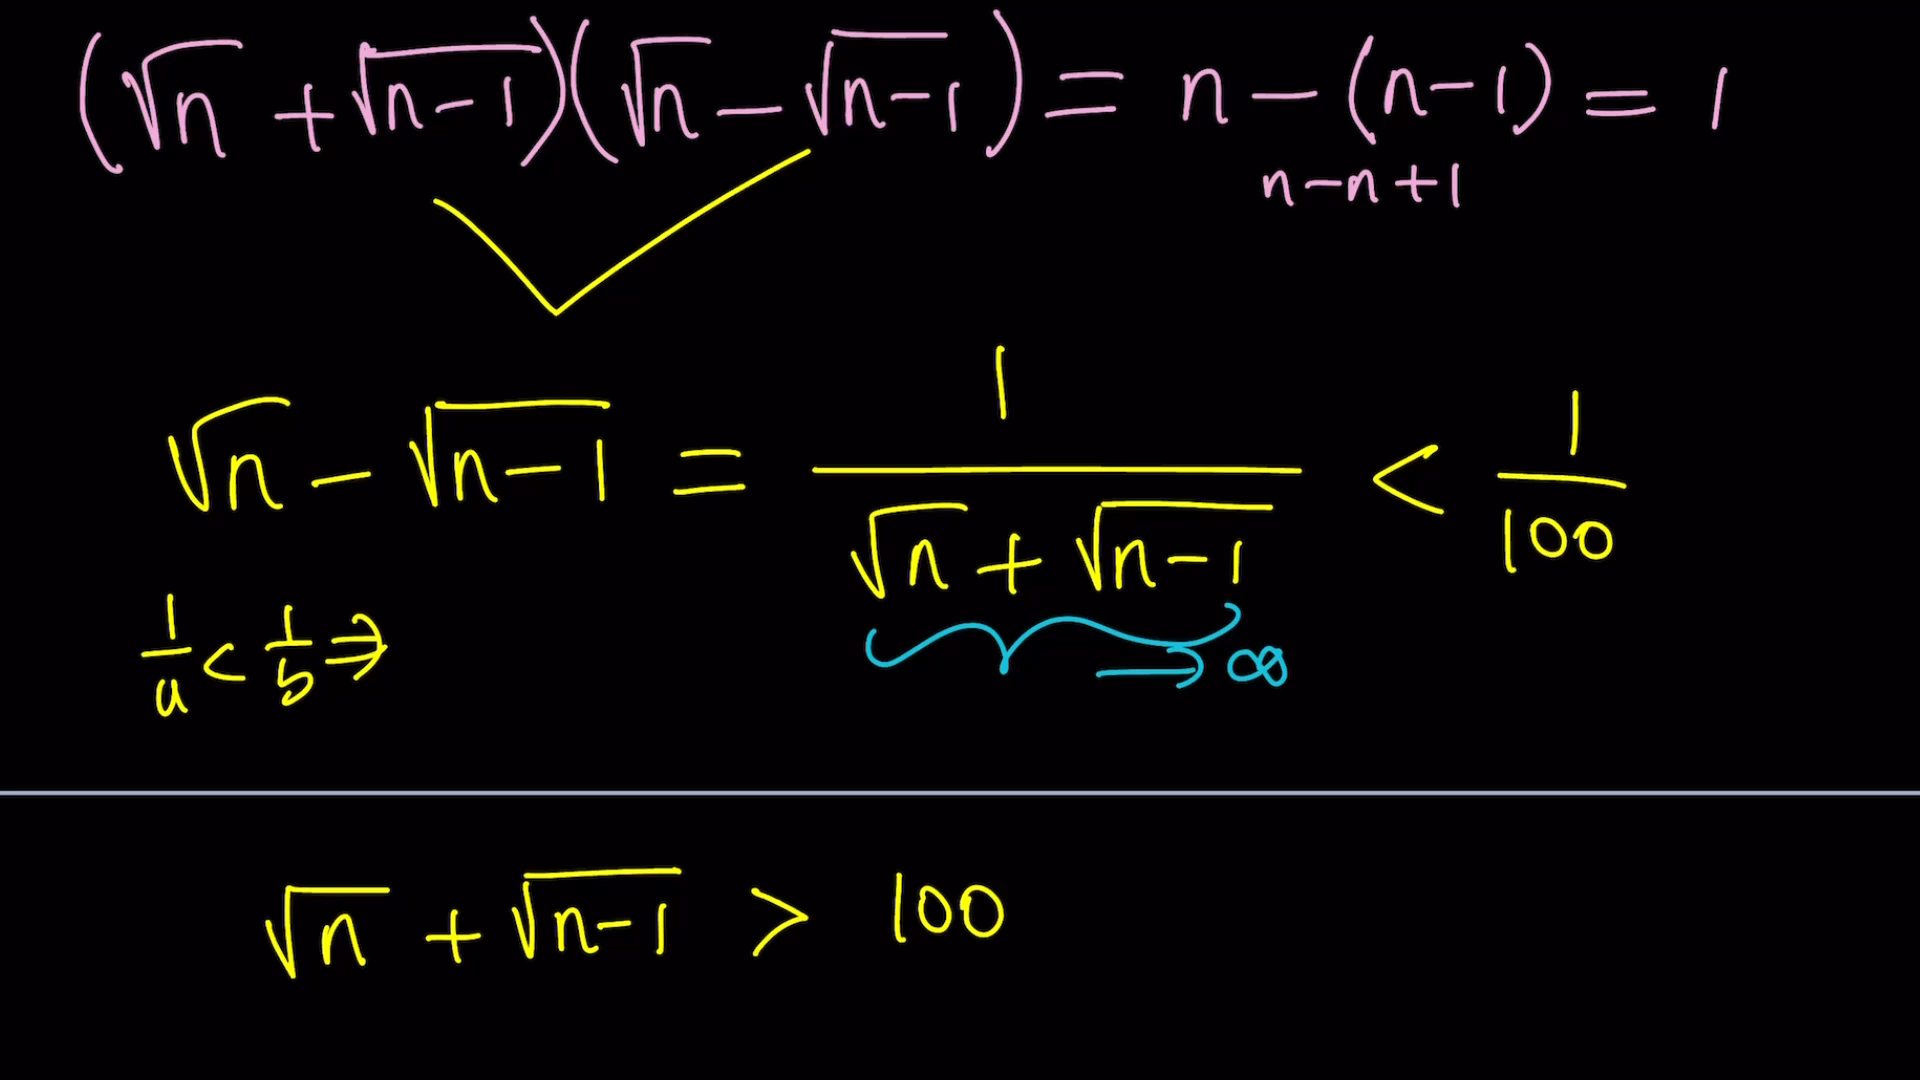 (√n + √n-1)(√n - √n-1) = n - (n-1) = 1
n-n+1
√n - √n-1 = 1/(√n + √n-1) < 1/100
1/a < 1/b ⇒
→ ∞
√n + √n-1 > 100